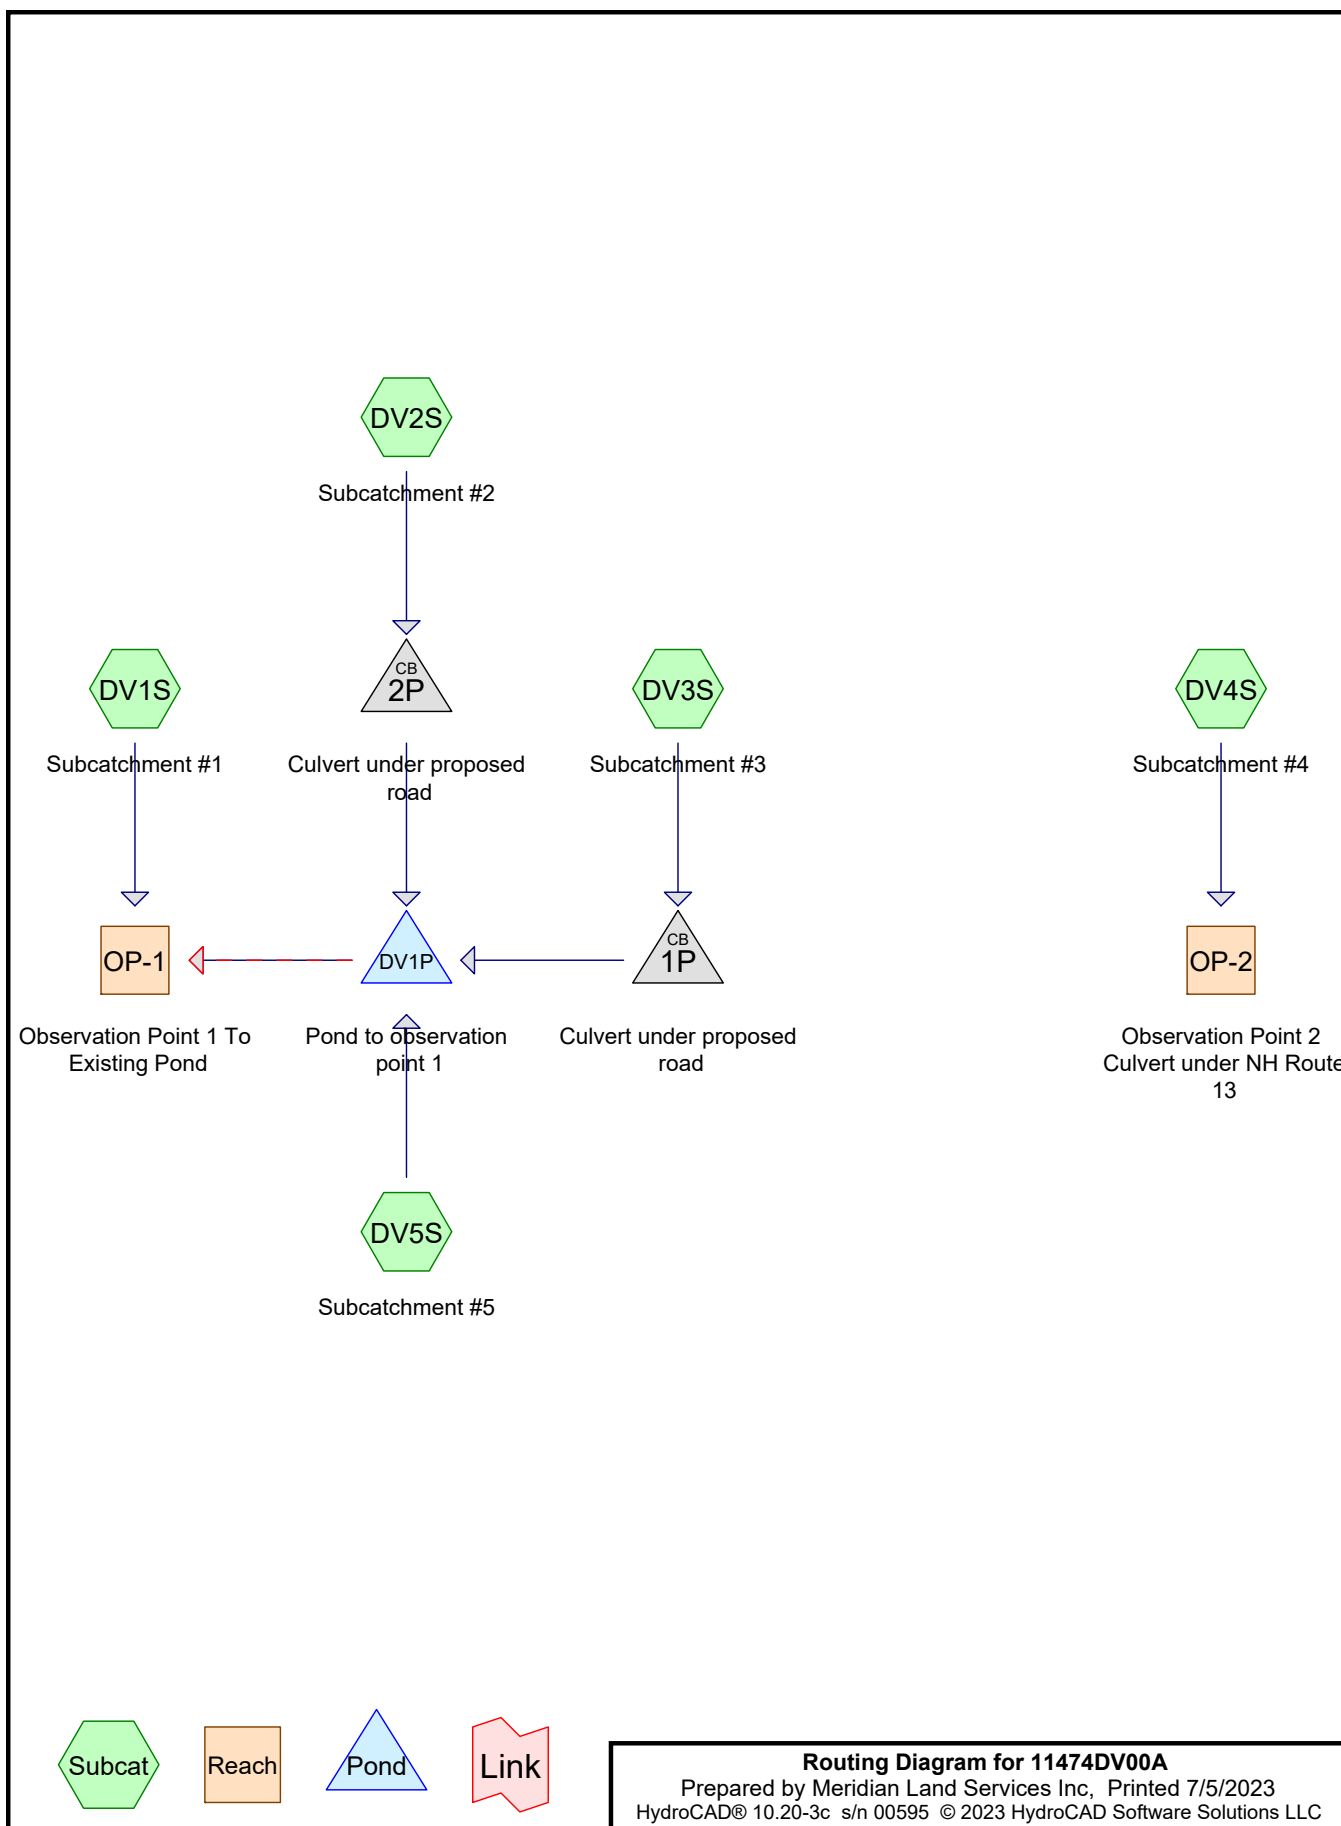 DV2S
Subcatchment #2
DV1S
Subcatchment #1
CB
2P
Culvert under proposed
road
DV3S
Subcatchment #3
DV4S
Subcatchment #4
OP-1
Observation Point 1 To
Existing Pond
DV1P
Pond to observation
point 1
CB
1P
Culvert under proposed
road
OP-2
Observation Point 2
Culvert under NH Route
13
DV5S
Subcatchment #5
Subcat
Reach
Pond
Link
Routing Diagram for 11474DV00A
Prepared by Meridian Land Services Inc, Printed 7/5/2023
HydroCAD® 10.20-3c s/n 00595 © 2023 HydroCAD Software Solutions LLC